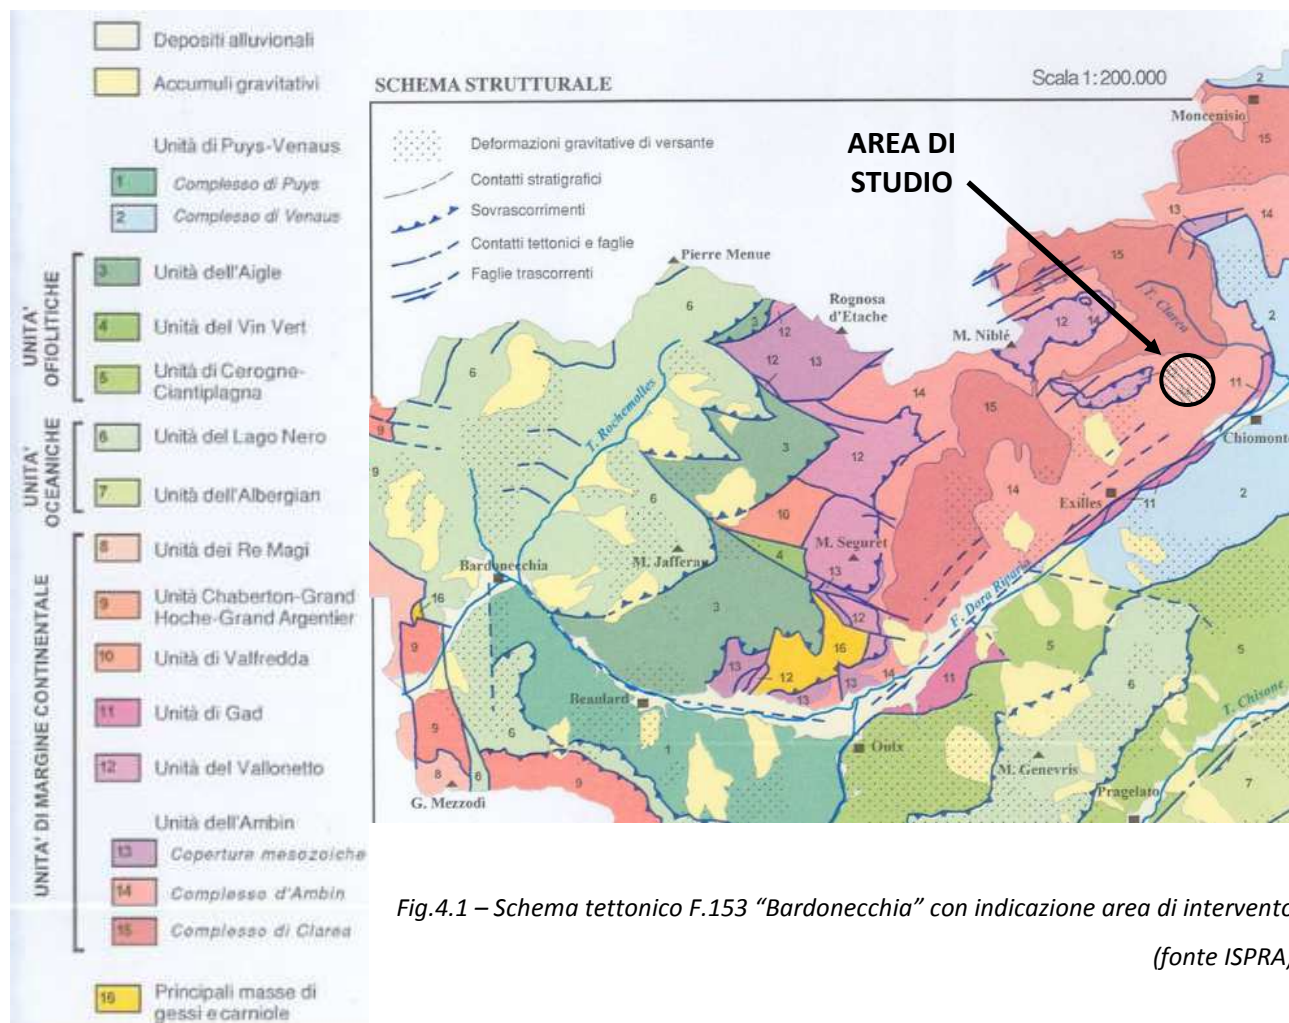 Depositi alluvionali
Accumuli gravitativi
Unità di Puys-Venaus
1 Complesso di Puys
2 Complesso di Venaus
UNITA' OFIOLITICHE
3 Unità dell'Aigle
4 Unità del Vin Vert
5 Unità di Cerogne-
Ciantiplagna
UNITA' OCEANICHE
6 Unità del Lago Nero
7 Unità dell'Albergian
UNITA' DI MARGINE CONTINENTALE
8 Unità dei Re Magi
9 Unità Chaberton-Grand
Hoche-Grand Argentier
10 Unità di Valfredda
11 Unità di Gad
12 Unità del Vallonetto
Unità dell'Ambin
13 Coperture mesozoiche
14 Complesso d'Ambin
15 Complesso di Clarea
16 Principali masse di
gessi e carniole
SCHEMA STRUTTURALE
Scala 1:200.000
Deformazioni gravitative di versante
Contatti stratigrafici
Sovrascorrimenti
Contatti tettonici e faglie
Faglie trascorrenti
AREA DI
STUDIO
Moncenisio
Pierre Menue
Rognosa
d'Etache
M. Niblé
T. Clarea
T. Rochemolles
Chiomonte
Exilles
Bardonecchia
M. Jafferau
M. Seguret
F. Dora Riparia
Beaulard
Oulx
M. Genevris
T. Chisone
Pragelato
G. Mezzodì
Fig.4.1 – Schema tettonico F.153 “Bardonecchia” con indicazione area di intervento
(fonte ISPRA)